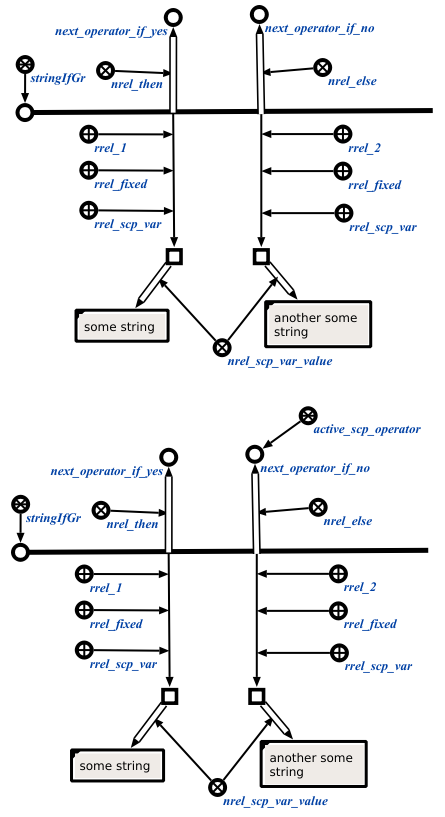 next_operator_if_yes
next_operator_if_no
stringIfGr
nrel_then
nrel_else
rrel_1
rrel_2
rrel_fixed
rrel_fixed
rrel_scp_var
rrel_scp_var
some string
another some
string
nrel_scp_var_value
active_scp_operator
next_operator_if_yes
next_operator_if_no
stringIfGr
nrel_then
nrel_else
rrel_1
rrel_2
rrel_fixed
rrel_fixed
rrel_scp_var
rrel_scp_var
some string
another some
string
nrel_scp_var_value